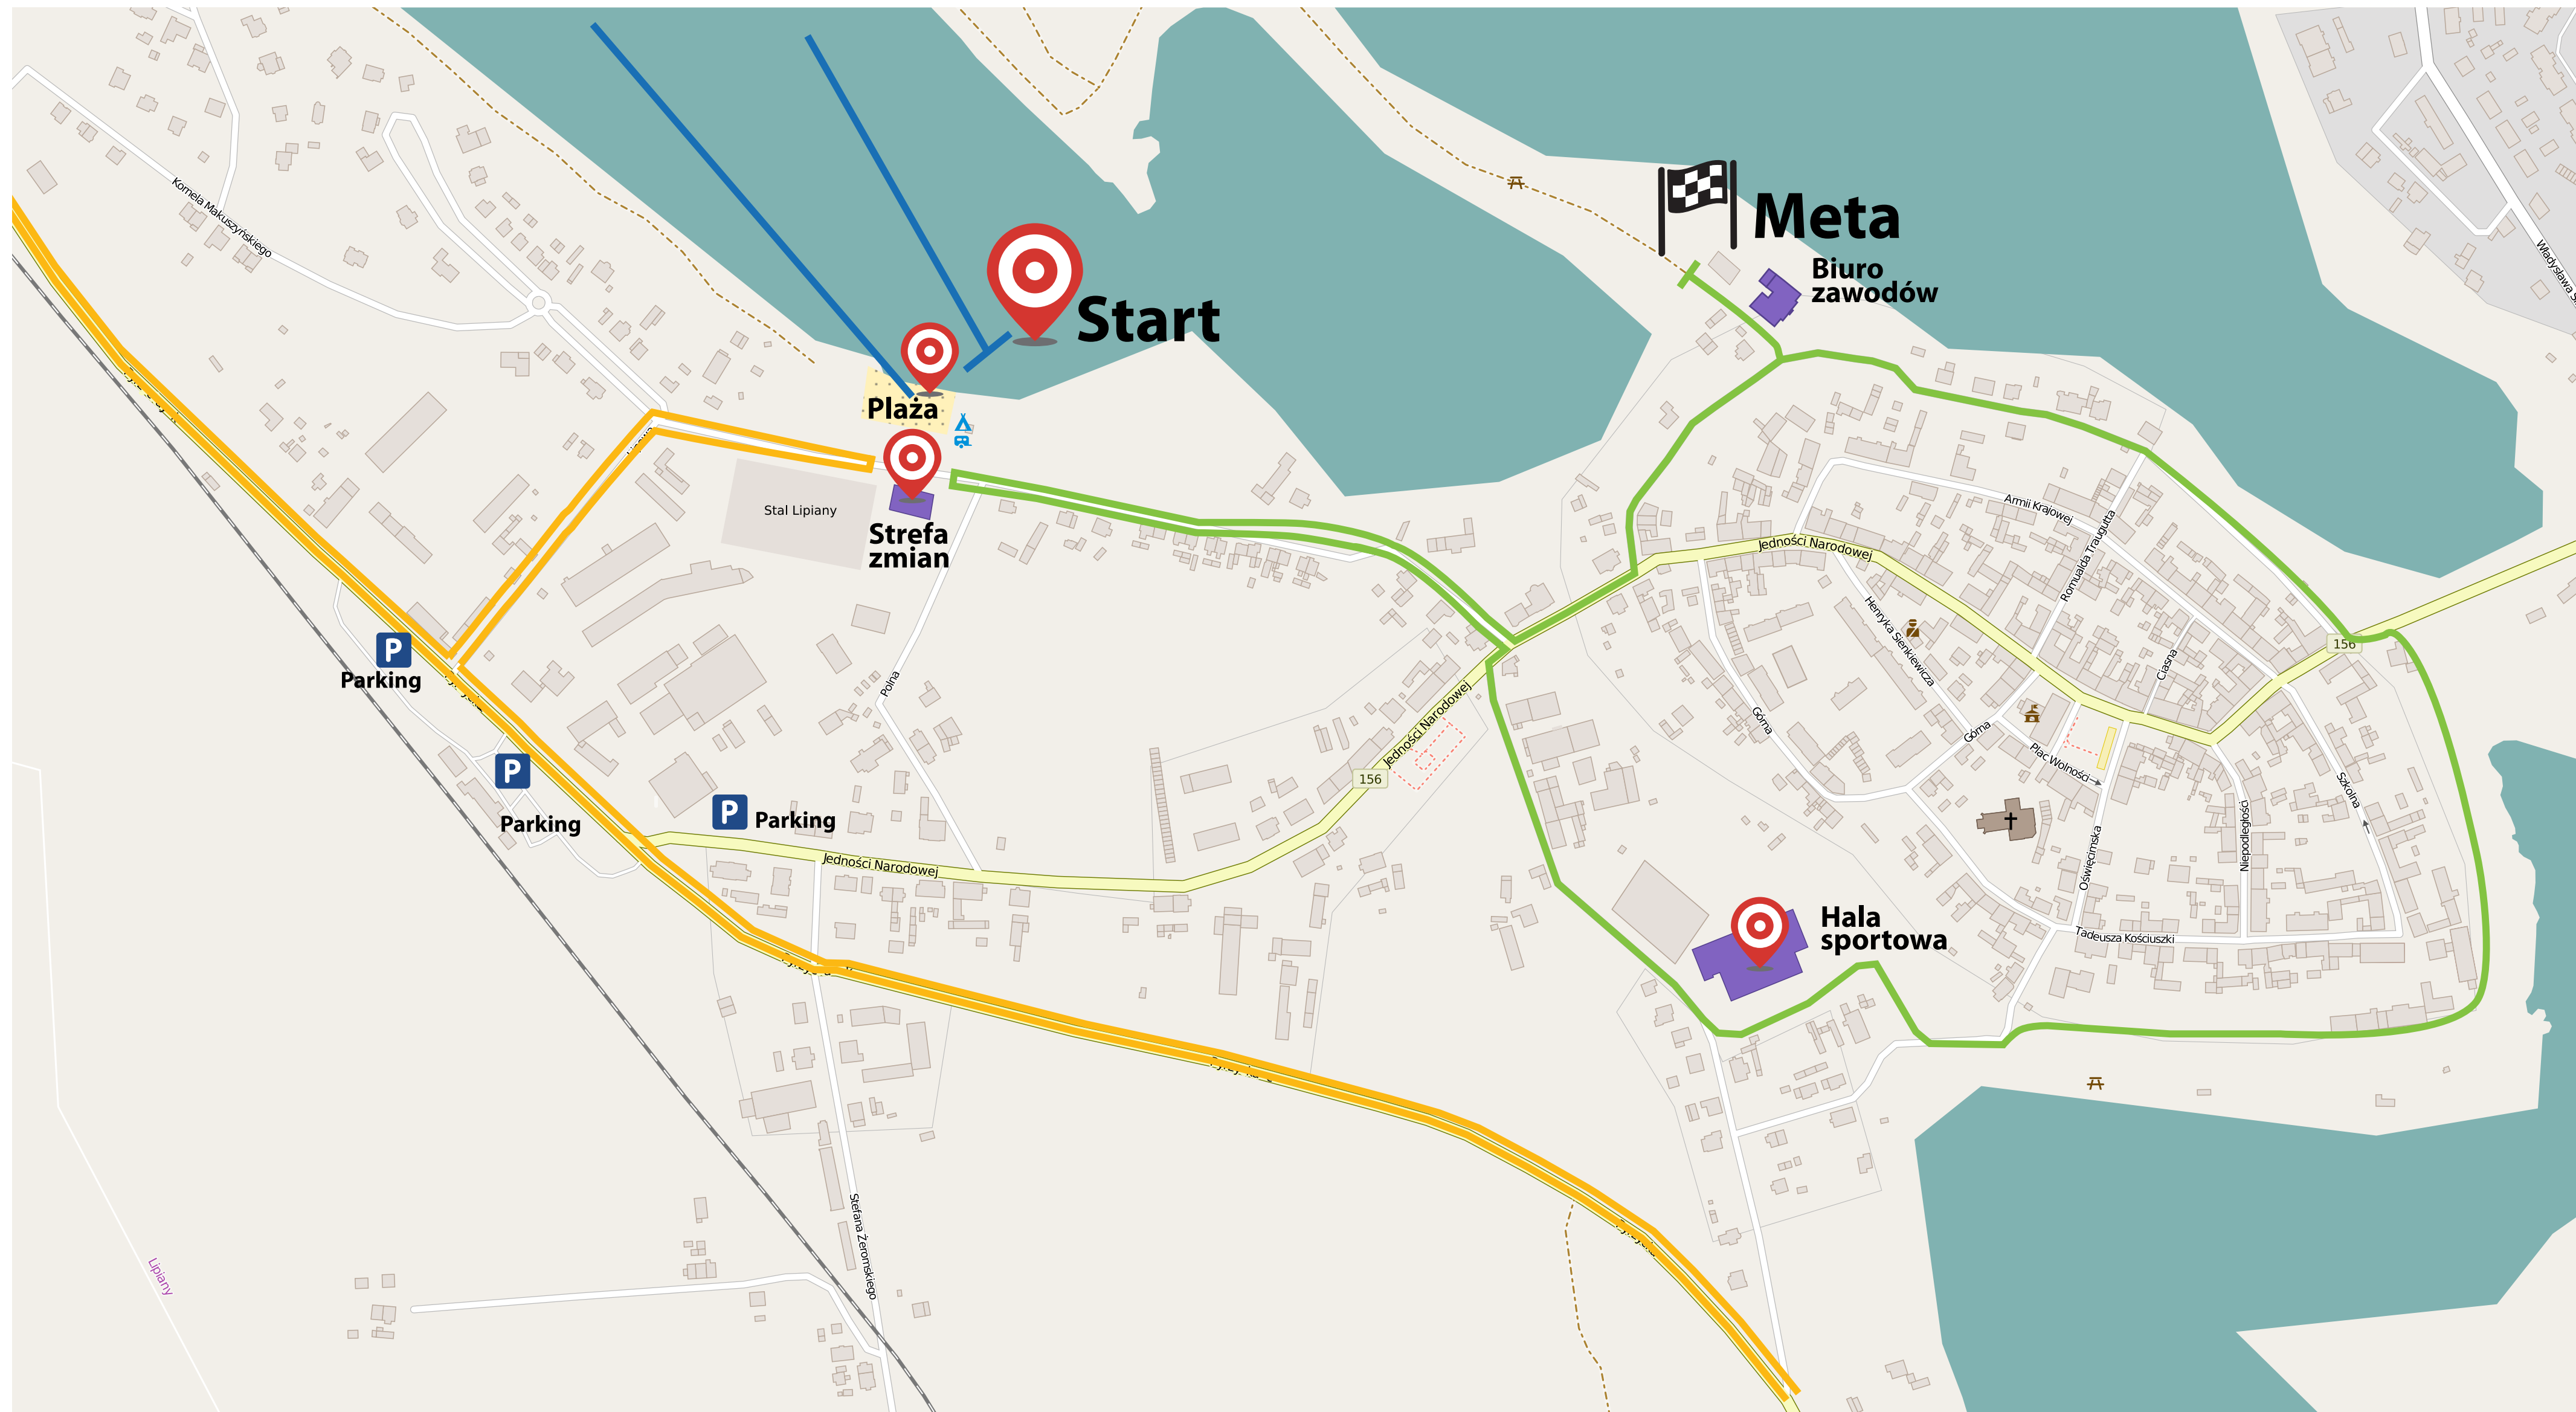 Kornela Makuszyńskiego
Start
Meta
Biuro
zawodów
Plaża
Stal Lipiany
Strefa
zmian
Armii Krajowej
Romualda Traugutta
Jedności Narodowej
Henryka Sienkiewicza
Ciasna
156
P
Parking
Polna
Jedności Narodowej
156
Górna
Górna
Plac Wolności
Szkolna
P
Parking
P
Parking
Jedności Narodowej
Niepodległości
Oświęcimska
Tadeusza Kościuszki
Hala
sportowa
Stefana Żeromskiego
Lipiany